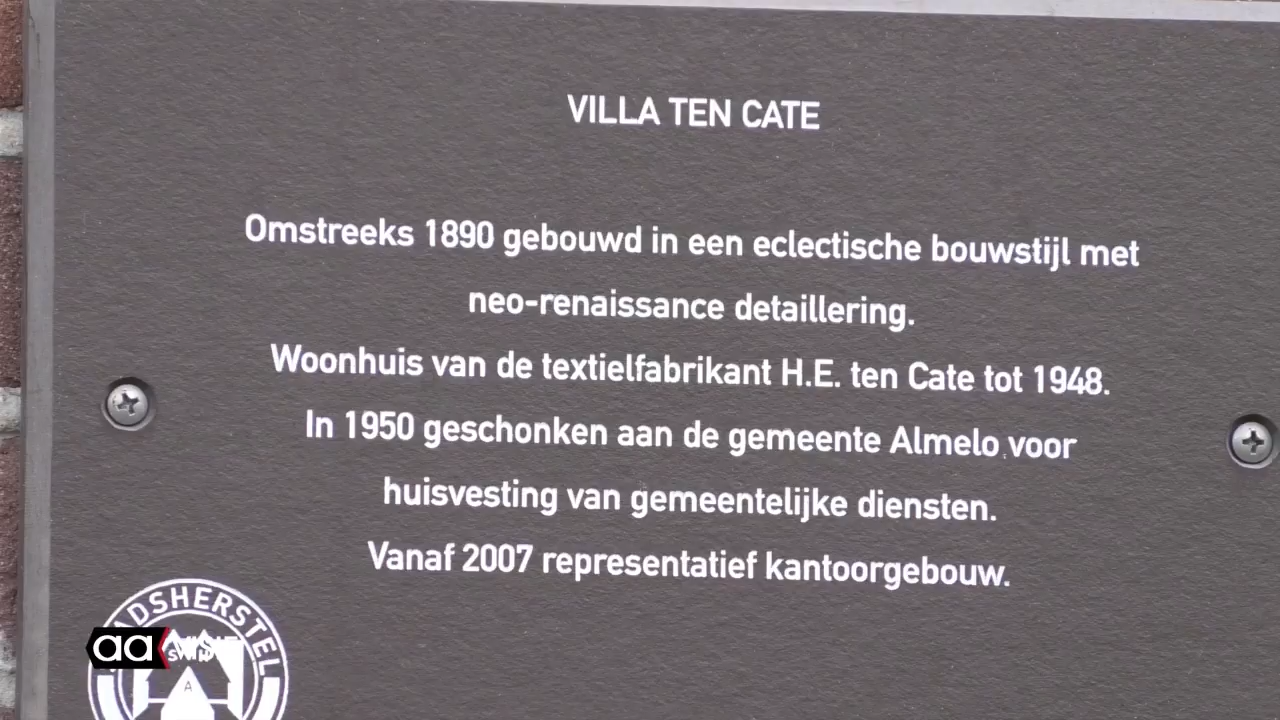 VILLA TEN CATE
Omstreeks 1890 gebouwd in een eclectische bouwstijl met
neo-renaissance detaillering.
Woonhuis van de textielfabrikant H.E. ten Cate tot 1948.
In 1950 geschonken aan de gemeente Almelo voor
huisvesting van gemeentelijke diensten.
Vanaf 2007 representatief kantoorgebouw.
aa
A